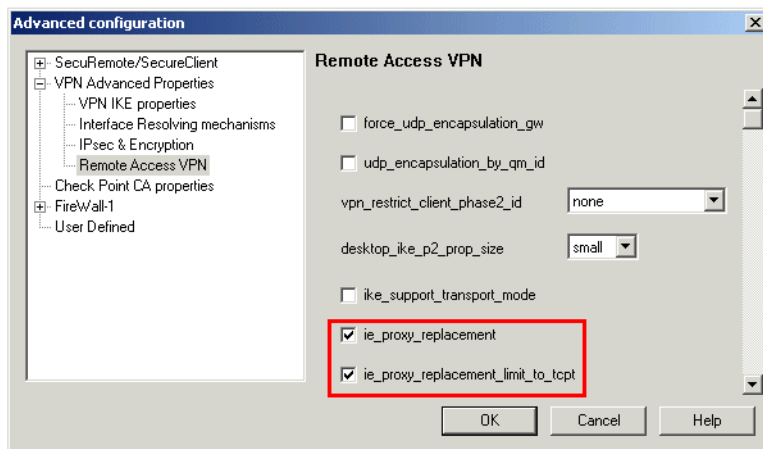 Advanced configuration
SecuRemote/SecureClient
VPN Advanced Properties
VPN IKE properties
Interface Resolving mechanisms
IPsec & Encryption
Remote Access VPN
Check Point CA properties
FireWall-1
User Defined
Remote Access VPN
force_udp_encapsulation_gw
udp_encapsulation_by_qm_id
vpn_restrict_client_phase2_id none
desktop_ike_p2_prop_size small
ike_support_transport_mode
ie_proxy_replacement
ie_proxy_replacement_limit_to_tcpt
OK Cancel Help